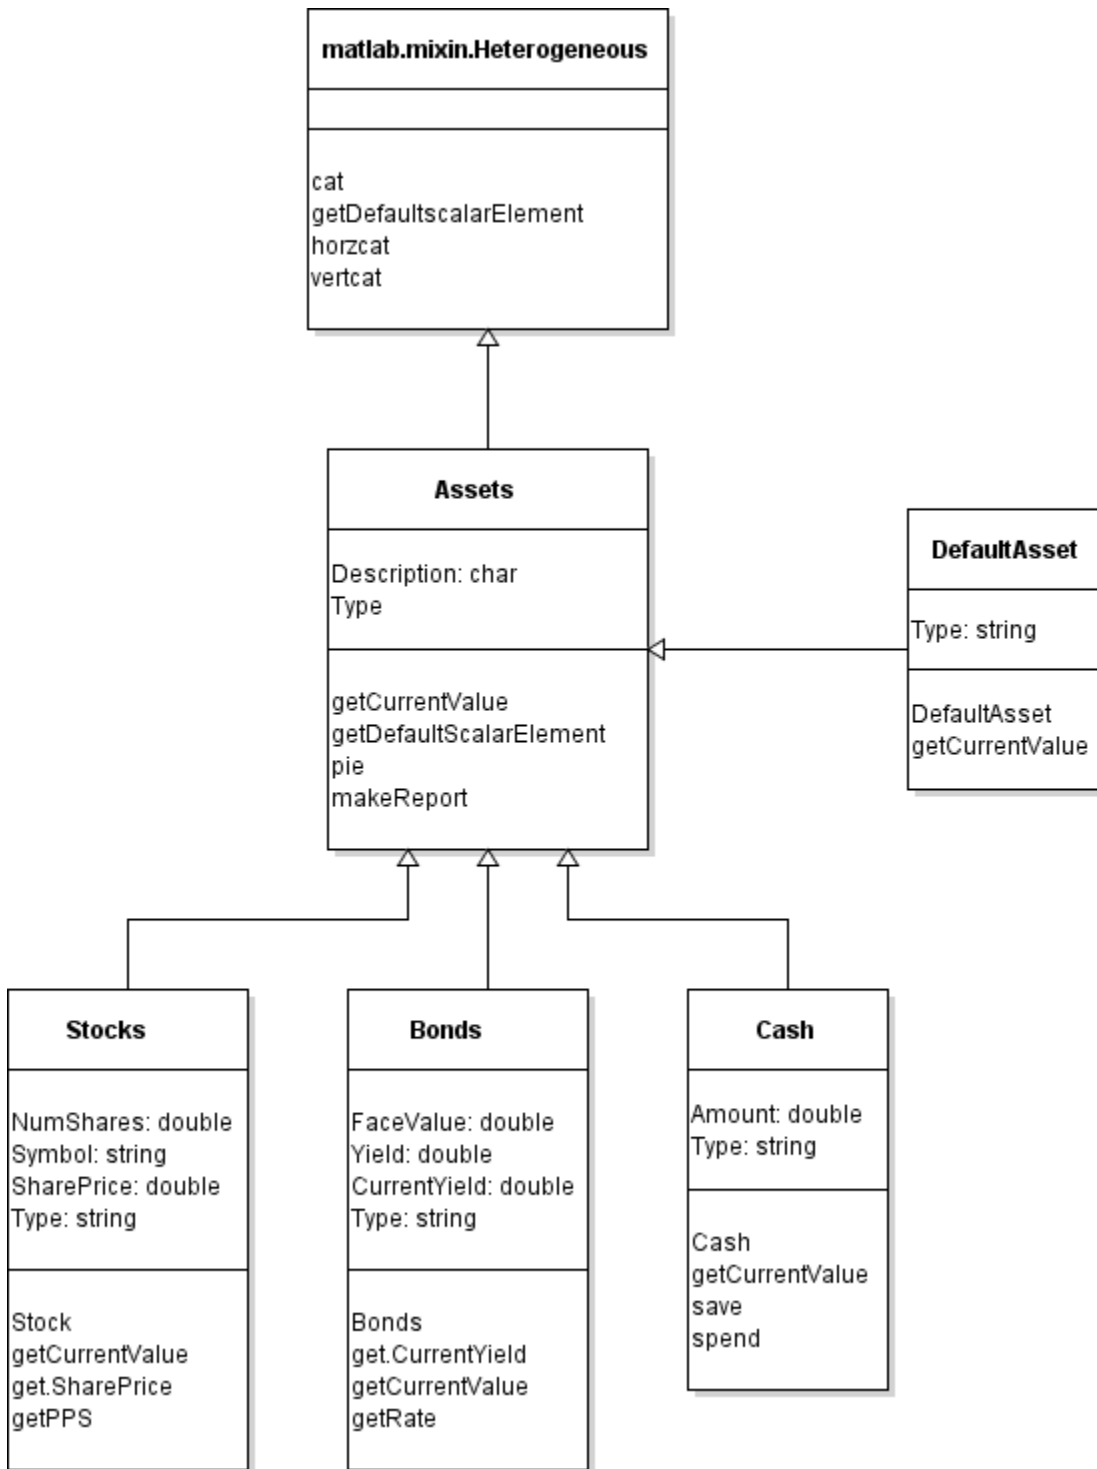 matlab.mixin.Heterogeneous
cat
getDefaultscalarElement
horzcat
vertcat
Assets
Description: char
Type
getCurrentValue
getDefaultScalarElement
pie
makeReport
DefaultAsset
Type: string
DefaultAsset
getCurrentValue
Stocks
NumShares: double
Symbol: string
SharePrice: double
Type: string
Stock
getCurrentValue
get.SharePrice
getPPS
Bonds
FaceValue: double
Yield: double
CurrentYield: double
Type: string
Bonds
get.CurrentYield
getCurrentValue
getRate
Cash
Amount: double
Type: string
Cash
getCurrentValue
save
spend